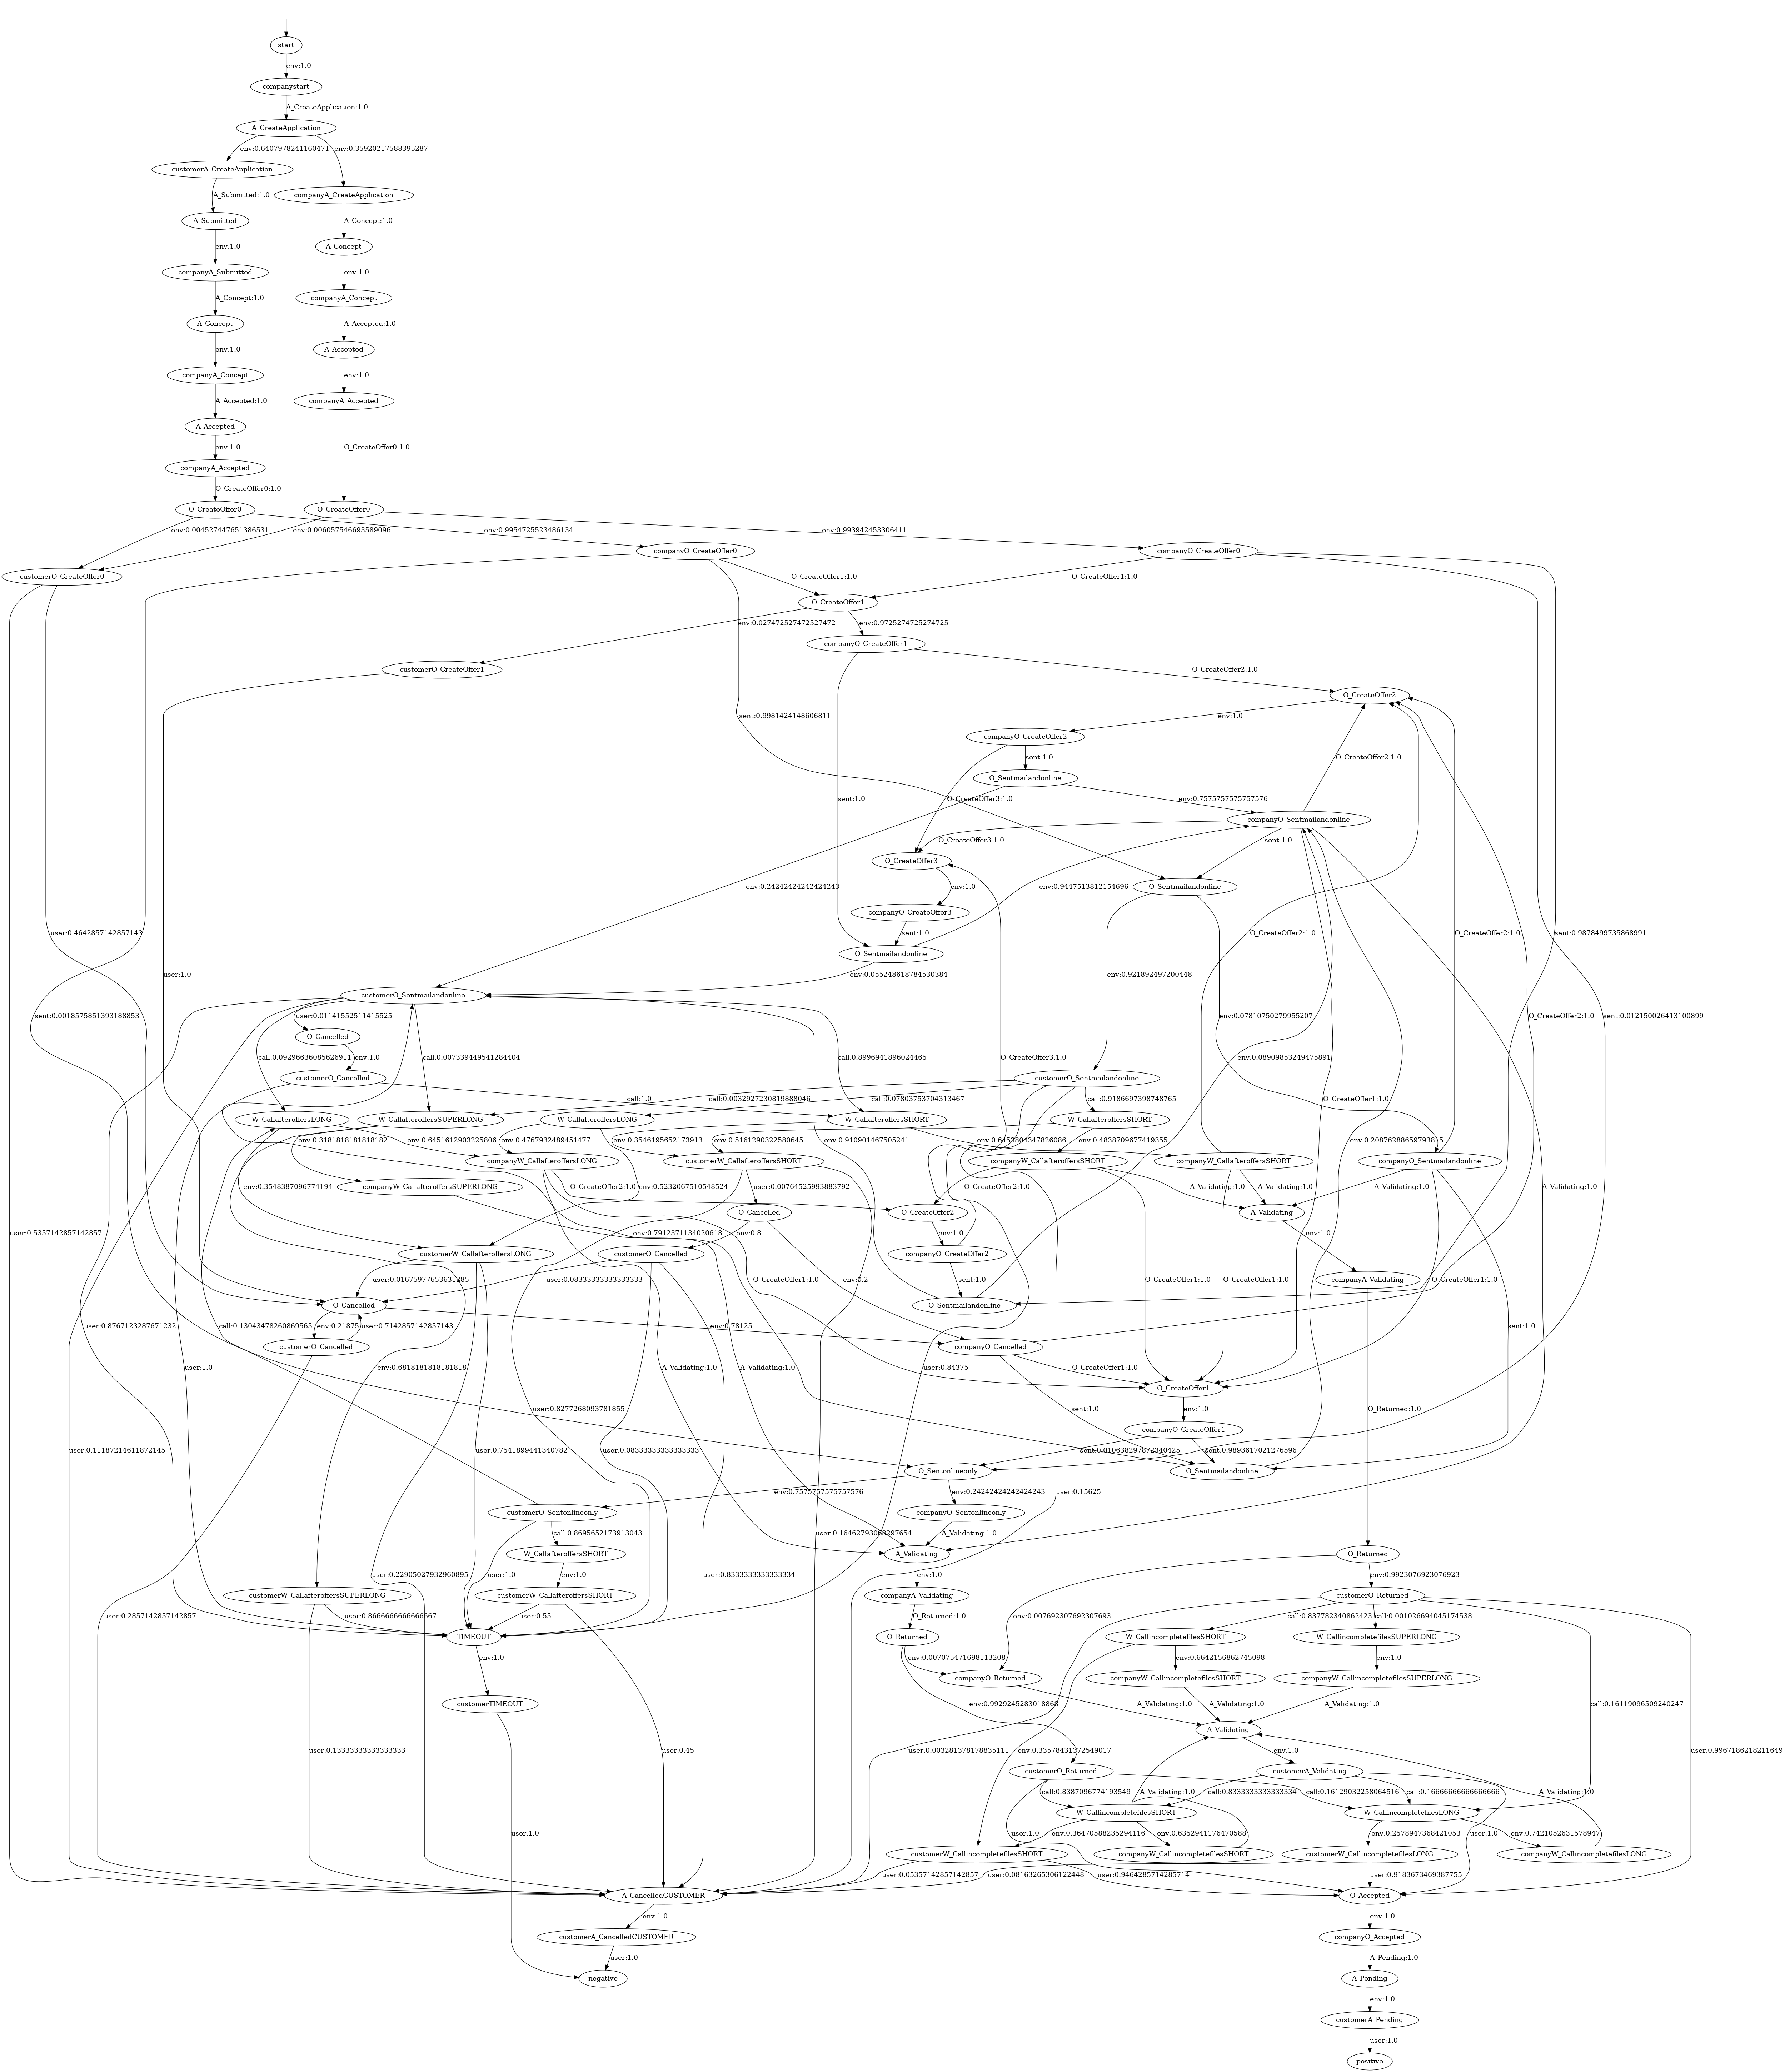 start
env:1.0
companystart
A_CreateApplication:1.0
A_CreateApplication
env:0.6407978241160471 env:0.35920217588395287
customerA_CreateApplication
companyA_CreateApplication
A_Submitted:1.0
A_Submitted
A_Concept:1.0
A_Concept
env:1.0
env:1.0
companyA_Submitted
companyA_Concept
A_Concept:1.0
A_Accepted:1.0
A_Concept
A_Accepted
env:1.0
env:1.0
companyA_Concept
companyA_Accepted
A_Accepted:1.0
A_Accepted
env:1.0
O_CreateOffer0:1.0
companyA_Accepted
O_CreateOffer0:1.0
O_CreateOffer0 O_CreateOffer0
env:0.004527447651386531 env:0.006057546693589096 env:0.9954725523486134 env:0.993942453306411
companyO_CreateOffer0 companyO_CreateOffer0
customerO_CreateOffer0
O_CreateOffer1:1.0 O_CreateOffer1:1.0
O_CreateOffer1
env:0.027472527472527472 env:0.9725274725274725
companyO_CreateOffer1
customerO_CreateOffer1
O_CreateOffer2:1.0
O_CreateOffer2
sent:0.9981424148606811 env:1.0
companyO_CreateOffer2
sent:1.0 O_CreateOffer2:1.0
O_Sentmailandonline
sent:1.0 O_CreateOffer3:1.0 env:0.7575757575757576
companyO_Sentmailandonline
O_CreateOffer3:1.0 sent:1.0
O_CreateOffer3
env:0.24242424242424243 env:1.0 env:0.9447513812154696 O_Sentmailandonline
companyO_CreateOffer3
user:0.4642857142857143 sent:1.0 O_CreateOffer2:1.0 O_CreateOffer2:1.0 sent:0.9878499735868991
O_Sentmailandonline
user:1.0 env:0.055248618784530384 env:0.921892497200448
customerO_Sentmailandonline
sent:0.0018575851393188853 user:0.01141552511415525 env:0.07810750279955207 O_CreateOffer2:1.0 sent:0.012150026413100899
O_Cancelled
call:0.09296636085626911 env:1.0 call:0.007339449541284404 call:0.8996941896024465 O_CreateOffer3:1.0 env:0.08909853249475891
customerO_Cancelled customerO_Sentmailandonline
call:1.0 call:0.0032927230819888046 call:0.07803753704313467 call:0.9186697398748765 O_CreateOffer1:1.0
W_CallafteroffersLONG W_CallafteroffersSUPERLONG W_CallafteroffersLONG W_CallafteroffersSHORT W_CallafteroffersSHORT
env:0.3181818181818182 env:0.6451612903225806 env:0.4767932489451477 env:0.3546195652173913 env:0.5161290322580645 env:0.910901467505241 env:0.6453804347826086 env:0.4838709677419355 env:0.20876288659793815
companyW_CallafteroffersLONG customerW_CallafteroffersSHORT companyW_CallafteroffersSHORT companyW_CallafteroffersSHORT companyO_Sentmailandonline
env:0.3548387096774194 companyW_CallafteroffersSUPERLONG O_CreateOffer2:1.0 env:0.5232067510548524 user:0.00764525993883792 O_CreateOffer2:1.0 A_Validating:1.0 A_Validating:1.0 A_Validating:1.0 A_Validating:1.0
O_Cancelled O_CreateOffer2 A_Validating
user:0.5357142857142857 env:0.7912371134020618 env:0.8 env:1.0 env:1.0
customerW_CallafteroffersLONG customerO_Cancelled companyO_CreateOffer2
user:0.01675977653631285 user:0.08333333333333333 O_CreateOffer1:1.0 env:0.2 sent:1.0 O_CreateOffer1:1.0 O_CreateOffer1:1.0 companyA_Validating O_CreateOffer1:1.0
O_Cancelled O_Sentmailandonline
user:0.8767123287671232 call:0.13043478260869565 env:0.21875 user:0.7142857142857143 env:0.78125 sent:1.0
customerO_Cancelled companyO_Cancelled
user:1.0 env:0.6818181818181818 A_Validating:1.0 A_Validating:1.0 user:0.84375 O_CreateOffer1:1.0
O_CreateOffer1
user:0.8277268093781855 sent:1.0 env:1.0 O_Returned:1.0
companyO_CreateOffer1
user:0.11187214611872145 user:0.7541899441340782 user:0.08333333333333333 sent:0.010638297872340425 sent:0.9893617021276596
O_Sentonlineonly O_Sentmailandonline
env:0.7575757575757576 env:0.24242424242424243 user:0.15625
customerO_Sentonlineonly companyO_Sentonlineonly
call:0.8695652173913043 user:0.16462793068297654 A_Validating:1.0
W_CallafteroffersSHORT A_Validating O_Returned
user:0.22905027932960895 user:1.0 env:1.0 user:0.8333333333333334 env:1.0 env:0.9923076923076923
customerW_CallafteroffersSUPERLONG customerW_CallafteroffersSHORT companyA_Validating customerO_Returned
user:0.2857142857142857 user:0.8666666666666667 user:0.55 O_Returned:1.0 env:0.007692307692307693 call:0.837782340862423 call:0.001026694045174538
TIMEOUT O_Returned W_CallincompletefilesSHORT W_CallincompletefilesSUPERLONG
env:1.0 env:0.007075471698113208 env:0.6642156862745098 env:1.0
companyO_Returned companyW_CallincompletefilesSHORT companyW_CallincompletefilesSUPERLONG
customerTIMEOUT env:0.9929245283018868 A_Validating:1.0 A_Validating:1.0 A_Validating:1.0 call:0.16119096509240247
A_Validating
user:0.13333333333333333 user:0.45 user:0.003281378178835111 env:0.33578431372549017 env:1.0 user:0.9967186218211649
customerO_Returned customerA_Validating
call:0.8387096774193549 A_Validating:1.0 call:0.8333333333333334 call:0.16129032258064516 call:0.16666666666666666 A_Validating:1.0
W_CallincompletefilesSHORT W_CallincompletefilesLONG
user:1.0 user:1.0 env:0.36470588235294116 env:0.6352941176470588 env:0.2578947368421053 user:1.0 env:0.7421052631578947
customerW_CallincompletefilesSHORT companyW_CallincompletefilesSHORT customerW_CallincompletefilesLONG companyW_CallincompletefilesLONG
user:0.05357142857142857 user:0.08163265306122448 user:0.9464285714285714 user:0.9183673469387755
A_CancelledCUSTOMER O_Accepted
env:1.0 env:1.0
customerA_CancelledCUSTOMER companyO_Accepted
user:1.0 A_Pending:1.0
negative A_Pending
env:1.0
customerA_Pending
user:1.0
positive